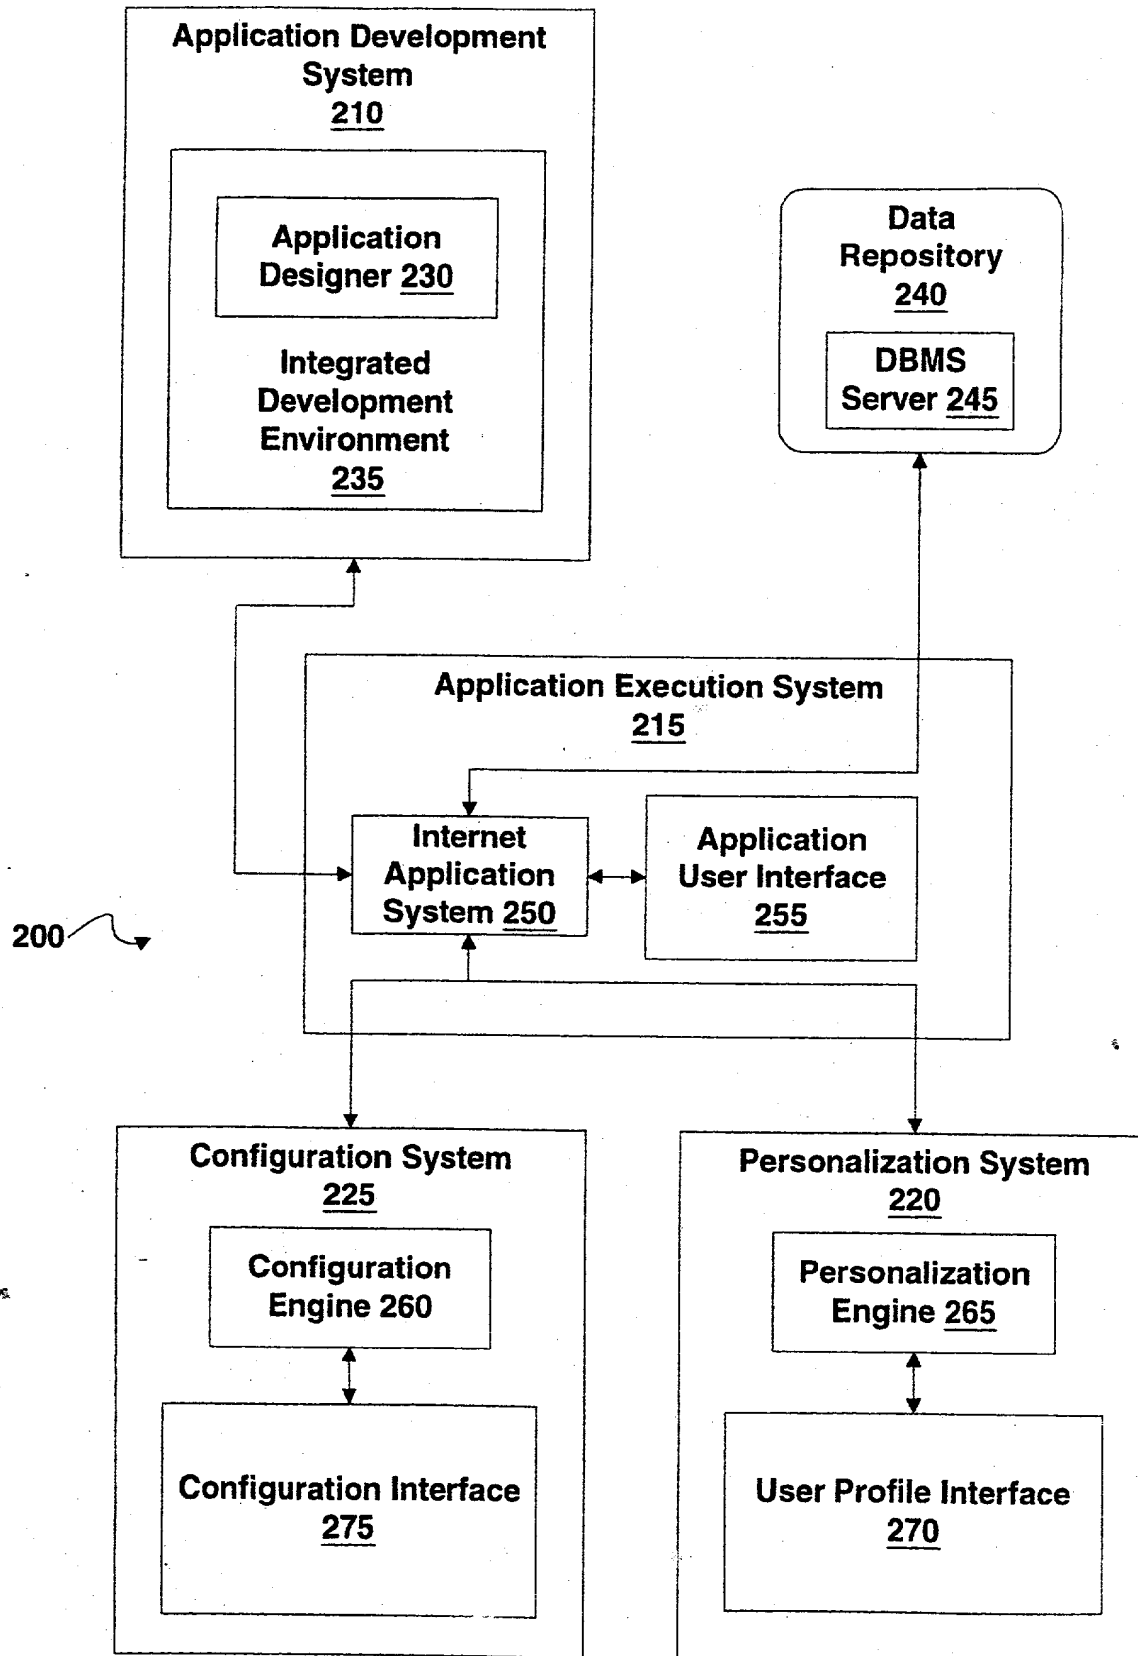 Application Development
System
210
Application
Designer 230
Integrated
Development
Environment
235
Data
Repository
240
DBMS
Server 245
Application Execution System
215
Internet
Application
System 250
Application
User Interface
255
200
Configuration System
225
Configuration
Engine 260
Configuration Interface
275
Personalization System
220
Personalization
Engine 265
User Profile Interface
270